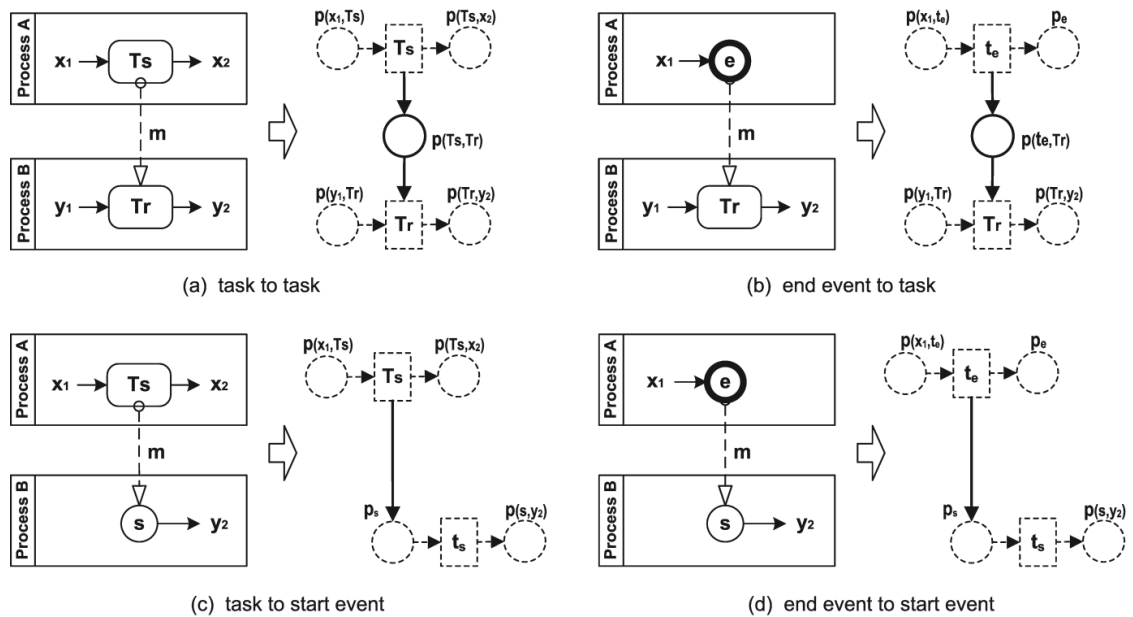 Process A
x₁
Ts
x₂
m
Process B
y₁
Tr
y₂
p(x₁,Ts)
p(Ts,x₂)
Ts
p(Ts,Tr)
p(y₁,Tr)
p(Tr,y₂)
Tr
(a) task to task
Process A
x₁
e
m
Process B
y₁
Tr
y₂
p(x₁,te)
pe
te
p(te,Tr)
p(y₁,Tr)
p(Tr,y₂)
Tr
(b) end event to task
Process A
x₁
Ts
x₂
m
Process B
s
y₂
p(x₁,Ts)
p(Ts,x₂)
Ts
ps
p(s,y₂)
ts
(c) task to start event
Process A
x₁
e
m
Process B
s
y₂
p(x₁,te)
pe
te
ps
p(s,y₂)
ts
(d) end event to start event